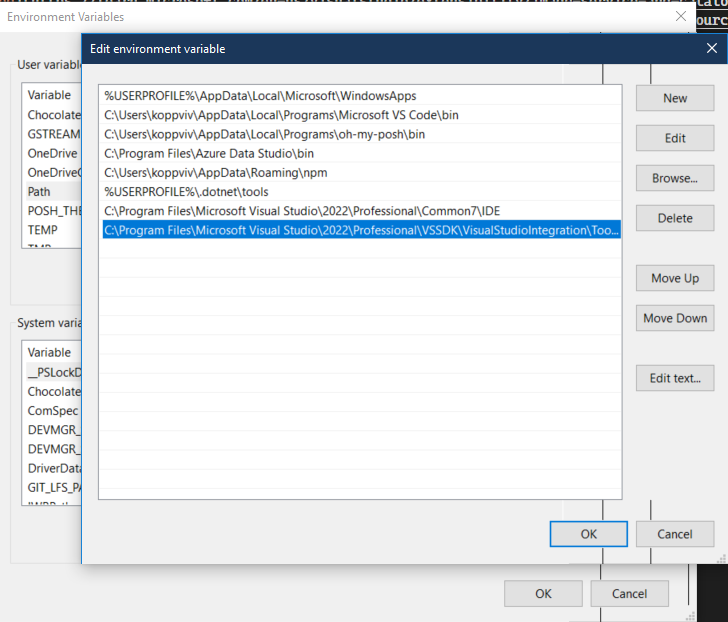 Environment Variables
Edit environment variable
User variable
Variable
Chocolate
GSTREAM
OneDrive
OneDriveC
Path
POSH_THE
TEMP
TMP
%USERPROFILE%\AppData\Local\Microsoft\WindowsApps
C:\Users\koppviv\AppData\Local\Programs\Microsoft VS Code\bin
C:\Users\koppviv\AppData\Local\Programs\oh-my-posh\bin
C:\Program Files\Azure Data Studio\bin
C:\Users\koppviv\AppData\Roaming\npm
%USERPROFILE%\.dotnet\tools
C:\Program Files\Microsoft Visual Studio\2022\Professional\Common7\IDE
C:\Program Files\Microsoft Visual Studio\2022\Professional\VSSDK\VisualStudioIntegration\Too...
New
Edit
Browse...
Delete
Move Up
Move Down
Edit text...
System varia
Variable
__PSLockD
Chocolate
ComSpec
DEVMGR_
DEVMGR_
DriverData
GIT_LFS_PA
OK
Cancel
OK
Cancel